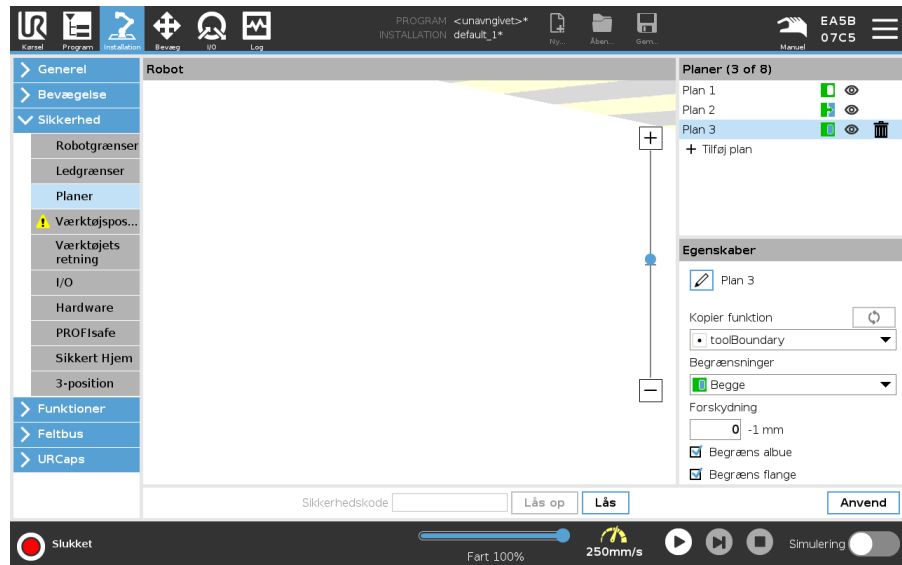 PROGRAM <unavngivet>*
INSTALLATION default_1*
UR
Kørsel
Program
Installation
Bevæg
I/O
Log
Ny...
Åben...
Gem...
Manuel
EA5B
07C5
Generel
Bevægelse
Sikkerhed
Robotgrænser
Ledgrænser
Planer
Værktøjspos...
Værktøjets
retning
I/O
Hardware
PROFIsafe
Sikkert Hjem
3-position
Funktioner
Feltbus
URCaps
Robot
Planer (3 of 8)
Plan 1
Plan 2
Plan 3
+ Tilføj plan
Egenskaber
Plan 3
Kopier funktion
toolBoundary
Begrænsninger
Begge
Forskydning
0 -1 mm
Begræns albue
Begræns flange
Sikkerhedskode
Lås op
Lås
Anvend
Slukket
Fart 100%
250mm/s
Simulering